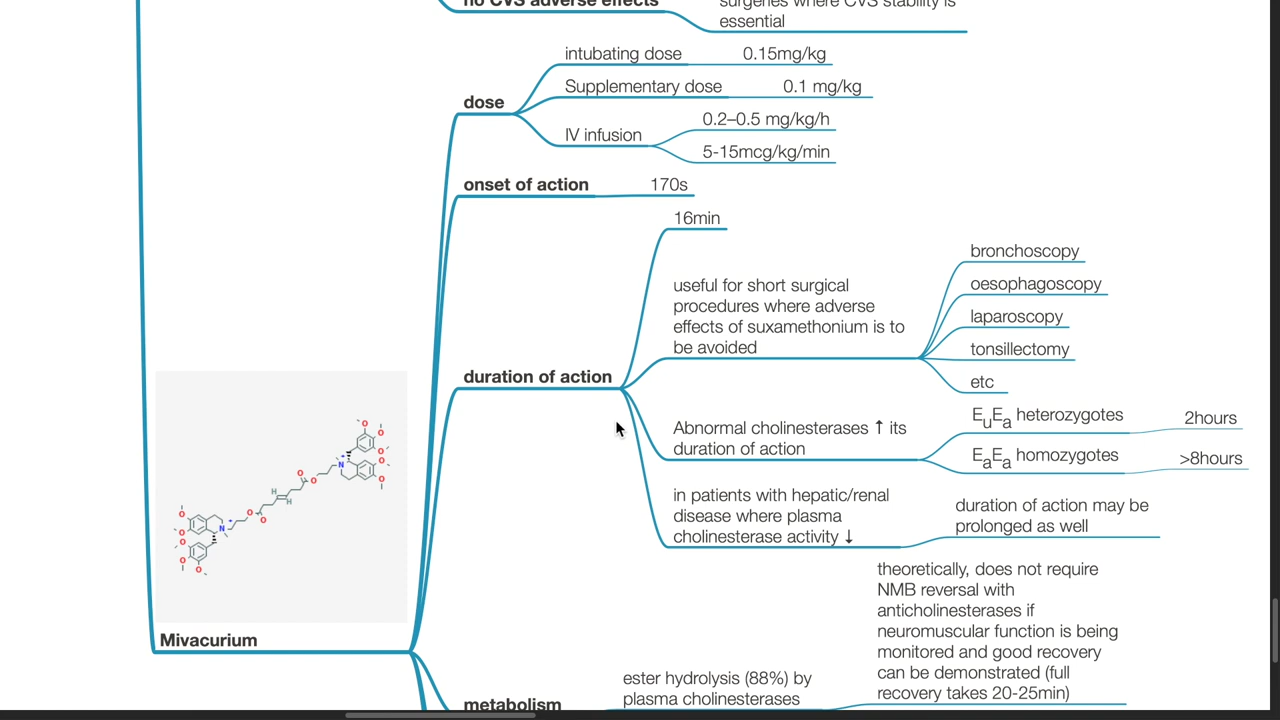 no CVS adverse effects
surgeries where CVS stability is
essential
dose
intubating dose
0.15mg/kg
Supplementary dose
0.1 mg/kg
IV infusion
0.2–0.5 mg/kg/h
5-15mcg/kg/min
onset of action
170s
duration of action
16min
useful for short surgical
procedures where adverse
effects of suxamethonium is to
be avoided
bronchoscopy
oesophagoscopy
laparoscopy
tonsillectomy
etc
Abnormal cholinesterases ↑ its
duration of action
EuEa heterozygotes
2hours
EaEa homozygotes
>8hours
in patients with hepatic/renal
disease where plasma
cholinesterase activity ↓
duration of action may be
prolonged as well
Mivacurium
metabolism
ester hydrolysis (88%) by
plasma cholinesterases
theoretically, does not require
NMB reversal with
anticholinesterases if
neuromuscular function is being
monitored and good recovery
can be demonstrated (full
recovery takes 20-25min)